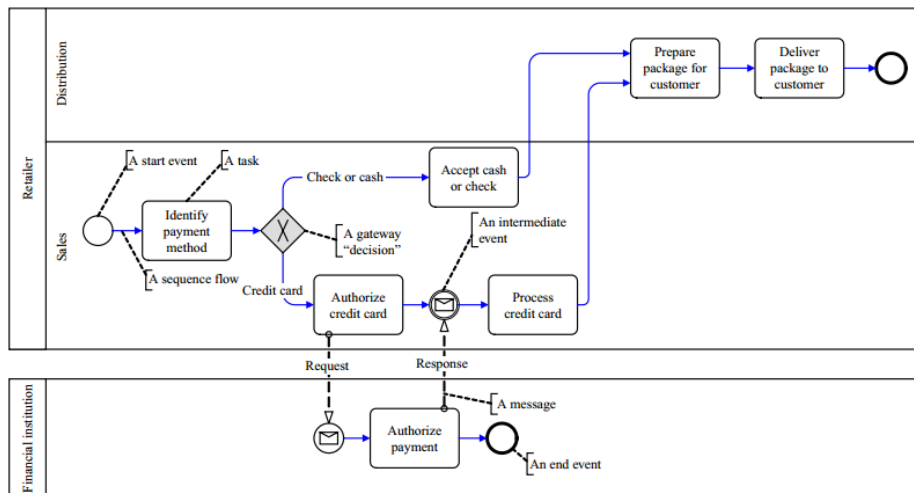 Retailer
Distribution
Prepare
package for
customer
Deliver
package to
customer
Sales
A start event
A task
Identify
payment
method
A sequence flow
Check or cash
Accept cash
or check
A gateway
“decision”
An intermediate
event
Credit card
Authorize
credit card
Process
credit card
Request
Response
Financial institution
A message
Authorize
payment
An end event